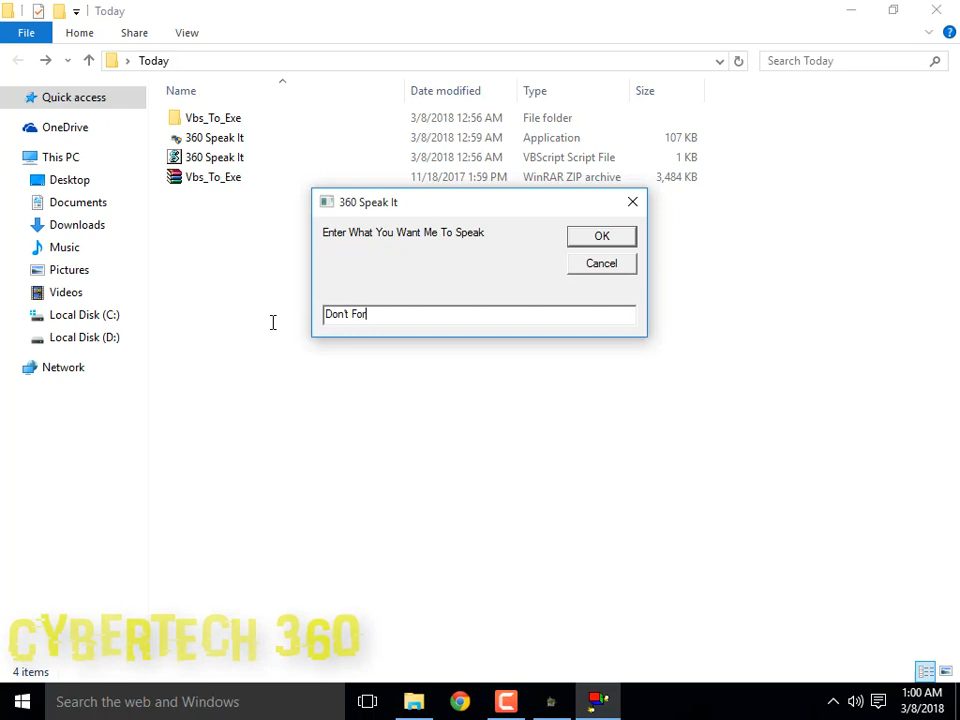 Today
File
Home
Share
View
Today
Search Today
Name
Date modified
Type
Size
Quick access
OneDrive
This PC
Desktop
Documents
Downloads
Music
Pictures
Videos
Local Disk (C:)
Local Disk (D:)
Network
Vbs_To_Exe 3/8/2018 12:56 AM File folder
360 Speak It 3/8/2018 12:59 AM Application 107 KB
360 Speak It 3/8/2018 12:56 AM VBScript Script File 1 KB
Vbs_To_Exe 11/18/2017 1:59 PM WinRAR ZIP archive 3,484 KB
360 Speak It
Enter What You Want Me To Speak
OK
Cancel
Don't For
CYBERTECH 360
4 items
Search the web and Windows
1:00 AM
3/8/2018